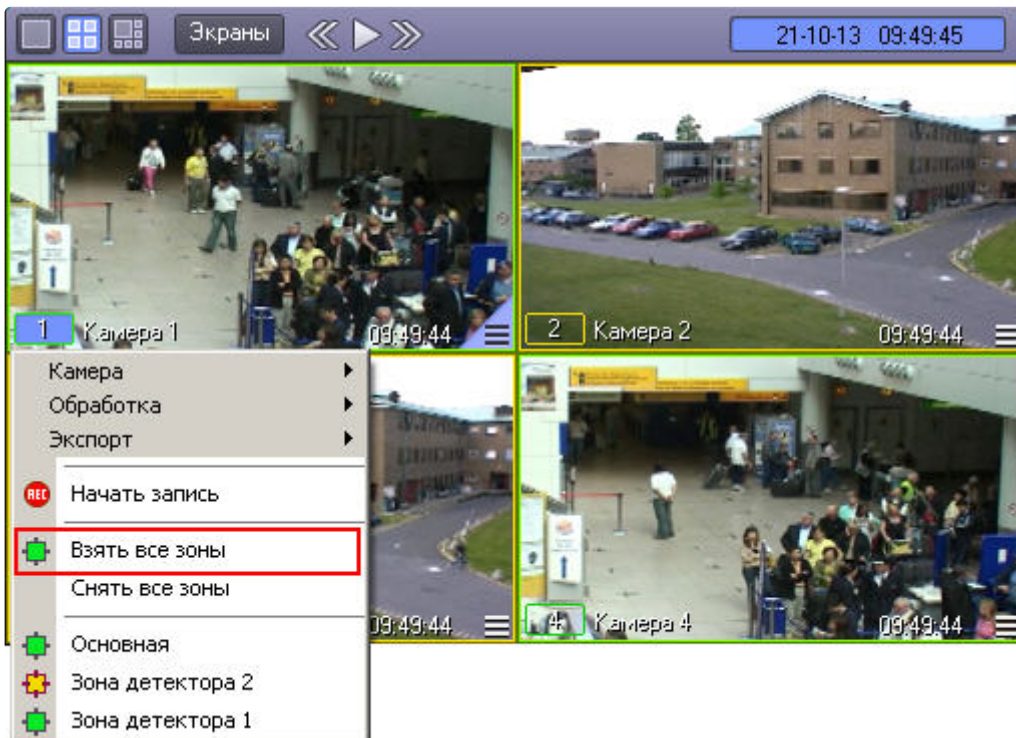 Экраны
21-10-13 09:49:45
1 Камера 1 09:49:44
2 Камера 2 09:49:44
Камера
Обработка
Экспорт
REC Начать запись
Взять все зоны
Снять все зоны
09:49:44
4 Камера 4 09:49:44
Основная
Зона детектора 2
Зона детектора 1